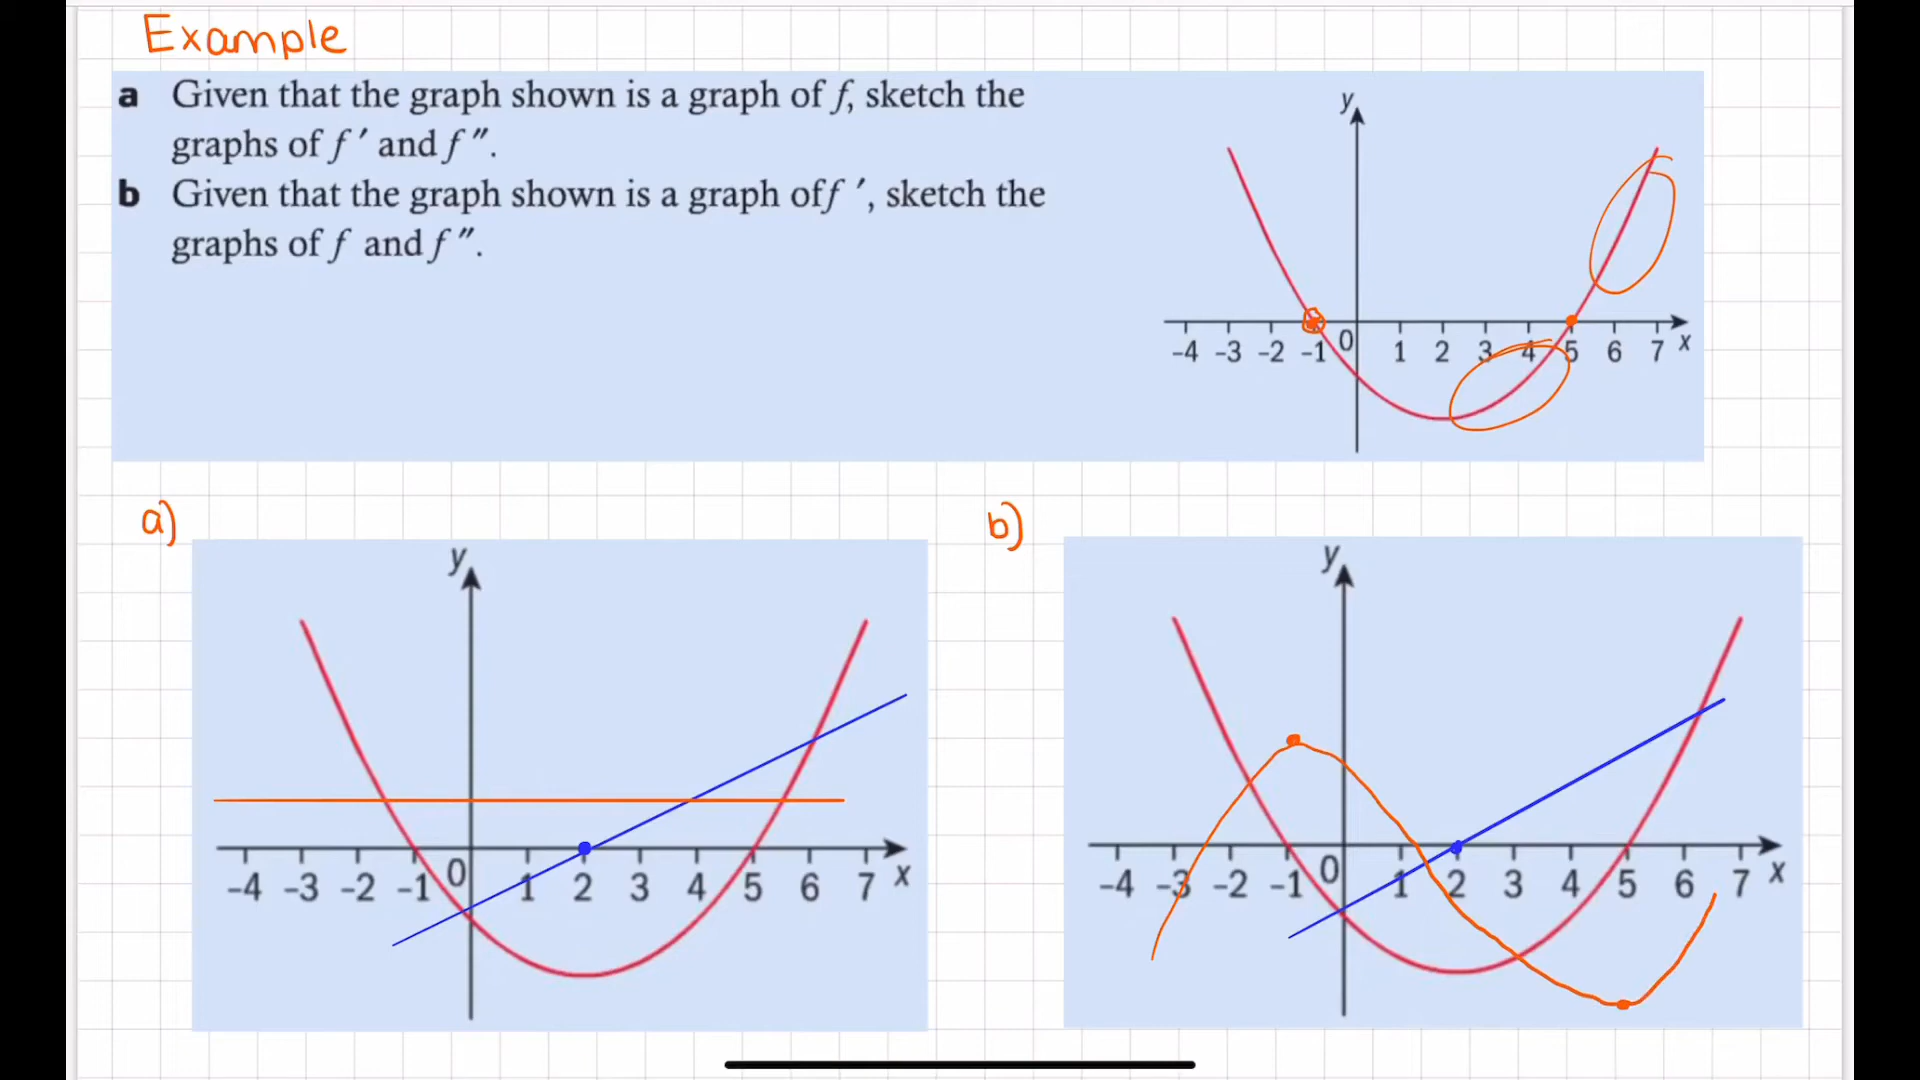 Example
a Given that the graph shown is a graph of f, sketch the
graphs of f ′ and f ″.
b Given that the graph shown is a graph off ′, sketch the
graphs of f and f ″.
y
-4 -3 -2 -1 0 1 2 3 4 5 6 7 x
a)
y
-4 -3 -2 -1 0 1 2 3 4 5 6 7 x
b)
y
-4 -3 -2 -1 0 1 2 3 4 5 6 7 x